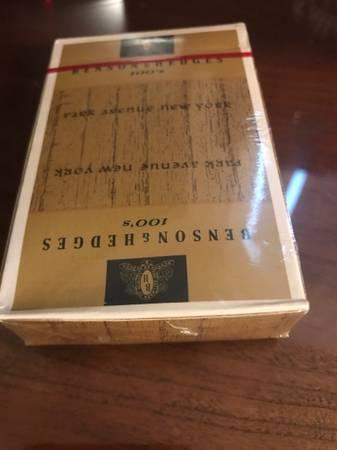 BENSON&HEDGES
100's
park avenue new york
BENSON&HEDGES
100's
park avenue new york
B H